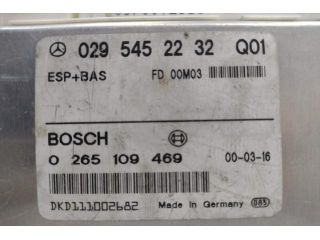 029 545 22 32 Q01
ESP+BAS FD 00M03
BOSCH
0 265 109 469 00-03-16
DKD111002682 Made in Germany 085